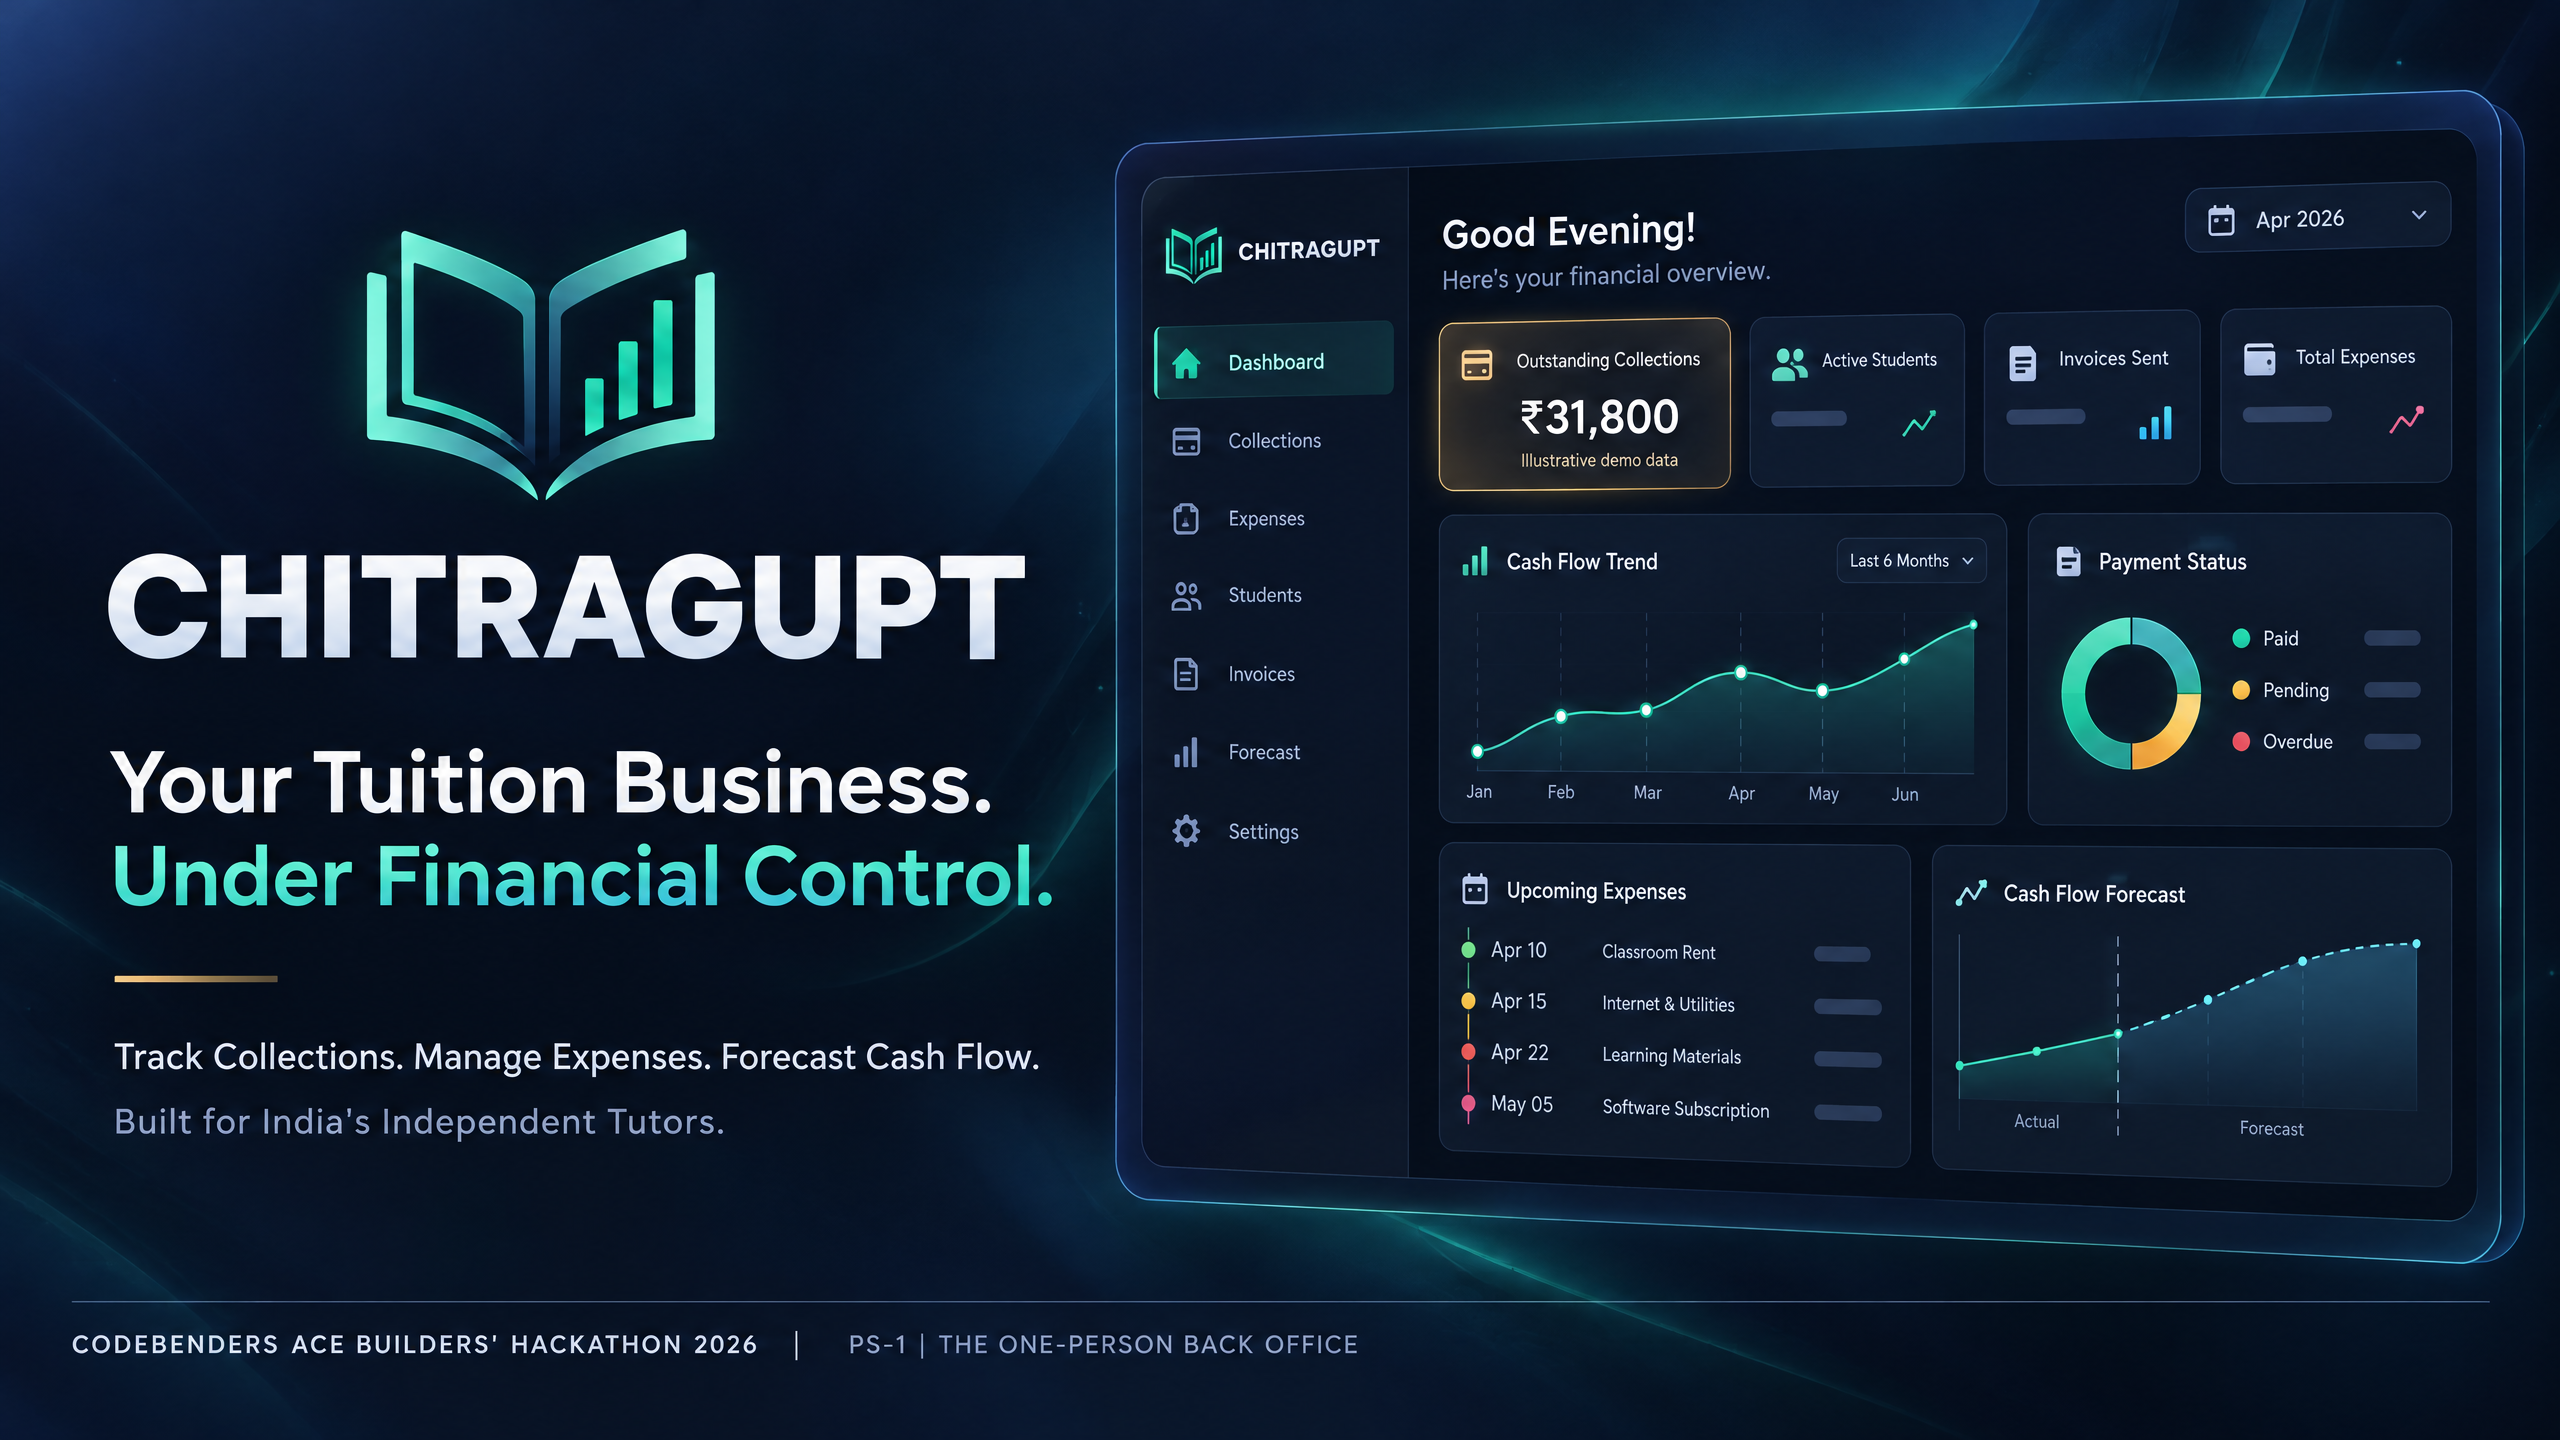 CHITRAGUPT
Your Tuition Business.
Under Financial Control.
Track Collections. Manage Expenses. Forecast Cash Flow.
Built for India's Independent Tutors.
CHITRAGUPT
Dashboard
Collections
Expenses
Students
Invoices
Forecast
Settings
Good Evening!
Here's your financial overview.
Apr 2026
Outstanding Collections
₹31,800
Illustrative demo data
Active Students
Invoices Sent
Total Expenses
Cash Flow Trend
Last 6 Months
Jan Feb Mar Apr May Jun
Payment Status
Paid
Pending
Overdue
Upcoming Expenses
Apr 10 Classroom Rent
Apr 15 Internet & Utilities
Apr 22 Learning Materials
May 05 Software Subscription
Cash Flow Forecast
Actual Forecast
CODEBENDERS ACE BUILDERS' HACKATHON 2026 | PS-1 | THE ONE-PERSON BACK OFFICE